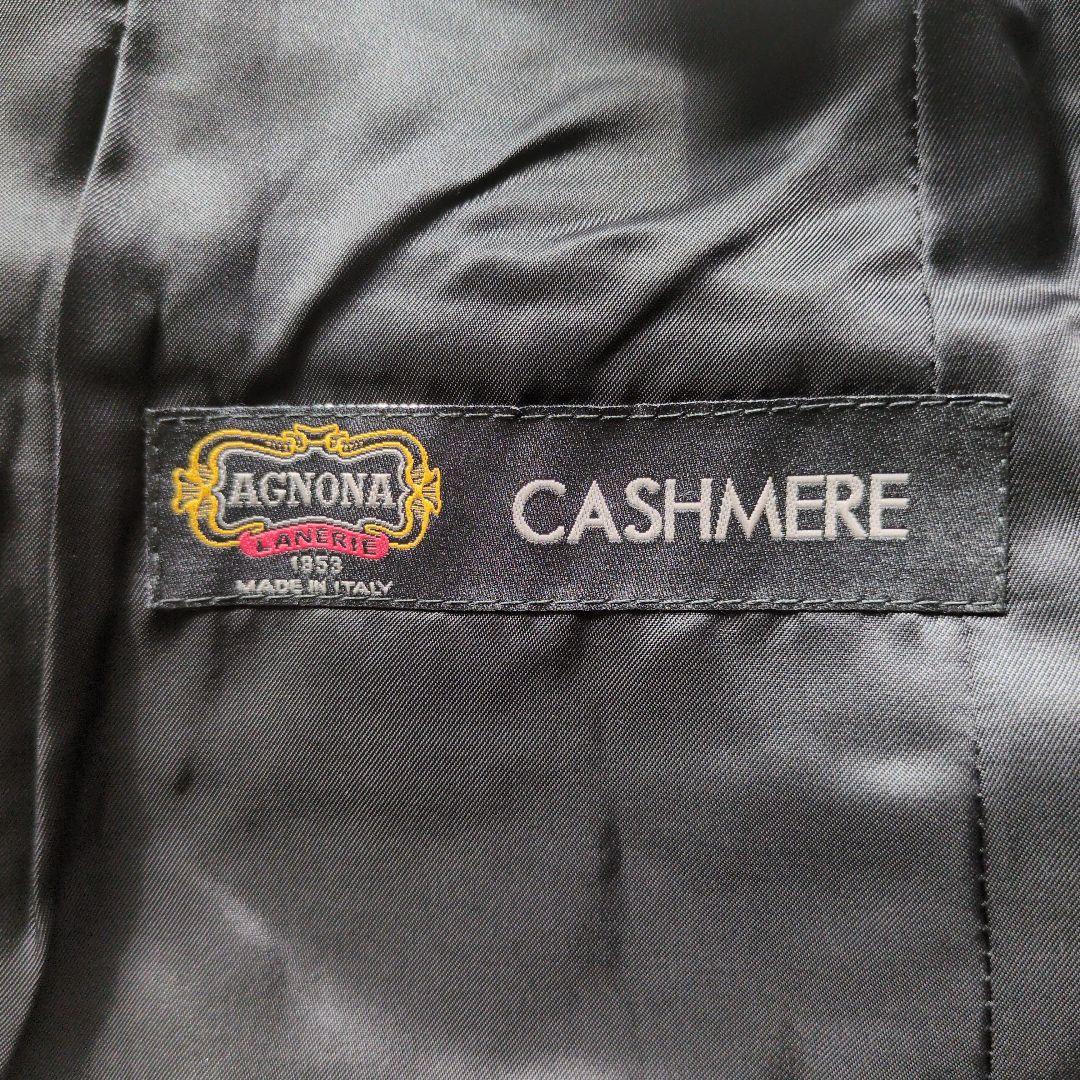 AGNONA
LANERIE
1953
MADE IN ITALY
CASHMERE